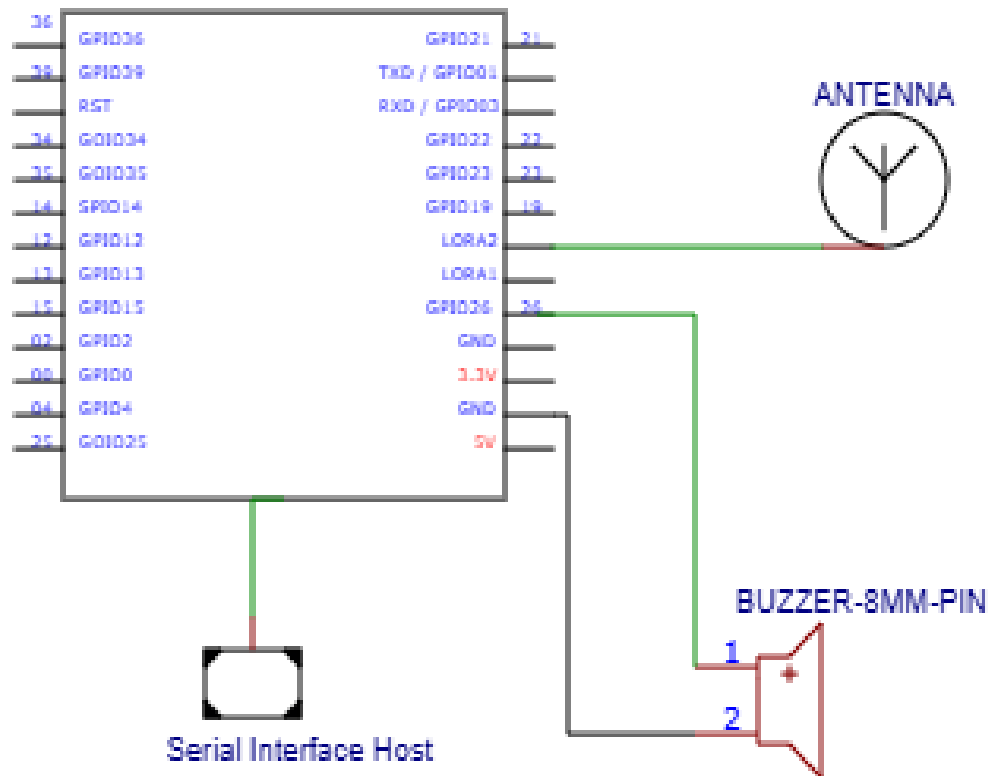 36
GPIO36 GPIO21 21
39 GPIO39 TXD / GPIO01
RST RXD / GPIO03
34 GOIO34 GPIO22 22
35 GOIO35 GPIO23 23
14 SPIO14 GPIO19 19
12 GPIO12 LORA2
13 GPIO13 LORA1
15 GPIO15 GPIO26 26
02 GPIO2 GND
00 GPIO0 3.3V
04 GPIO4 GND
25 GOIO25 5V
ANTENNA
BUZZER-8MM-PIN
1
2
Serial Interface Host